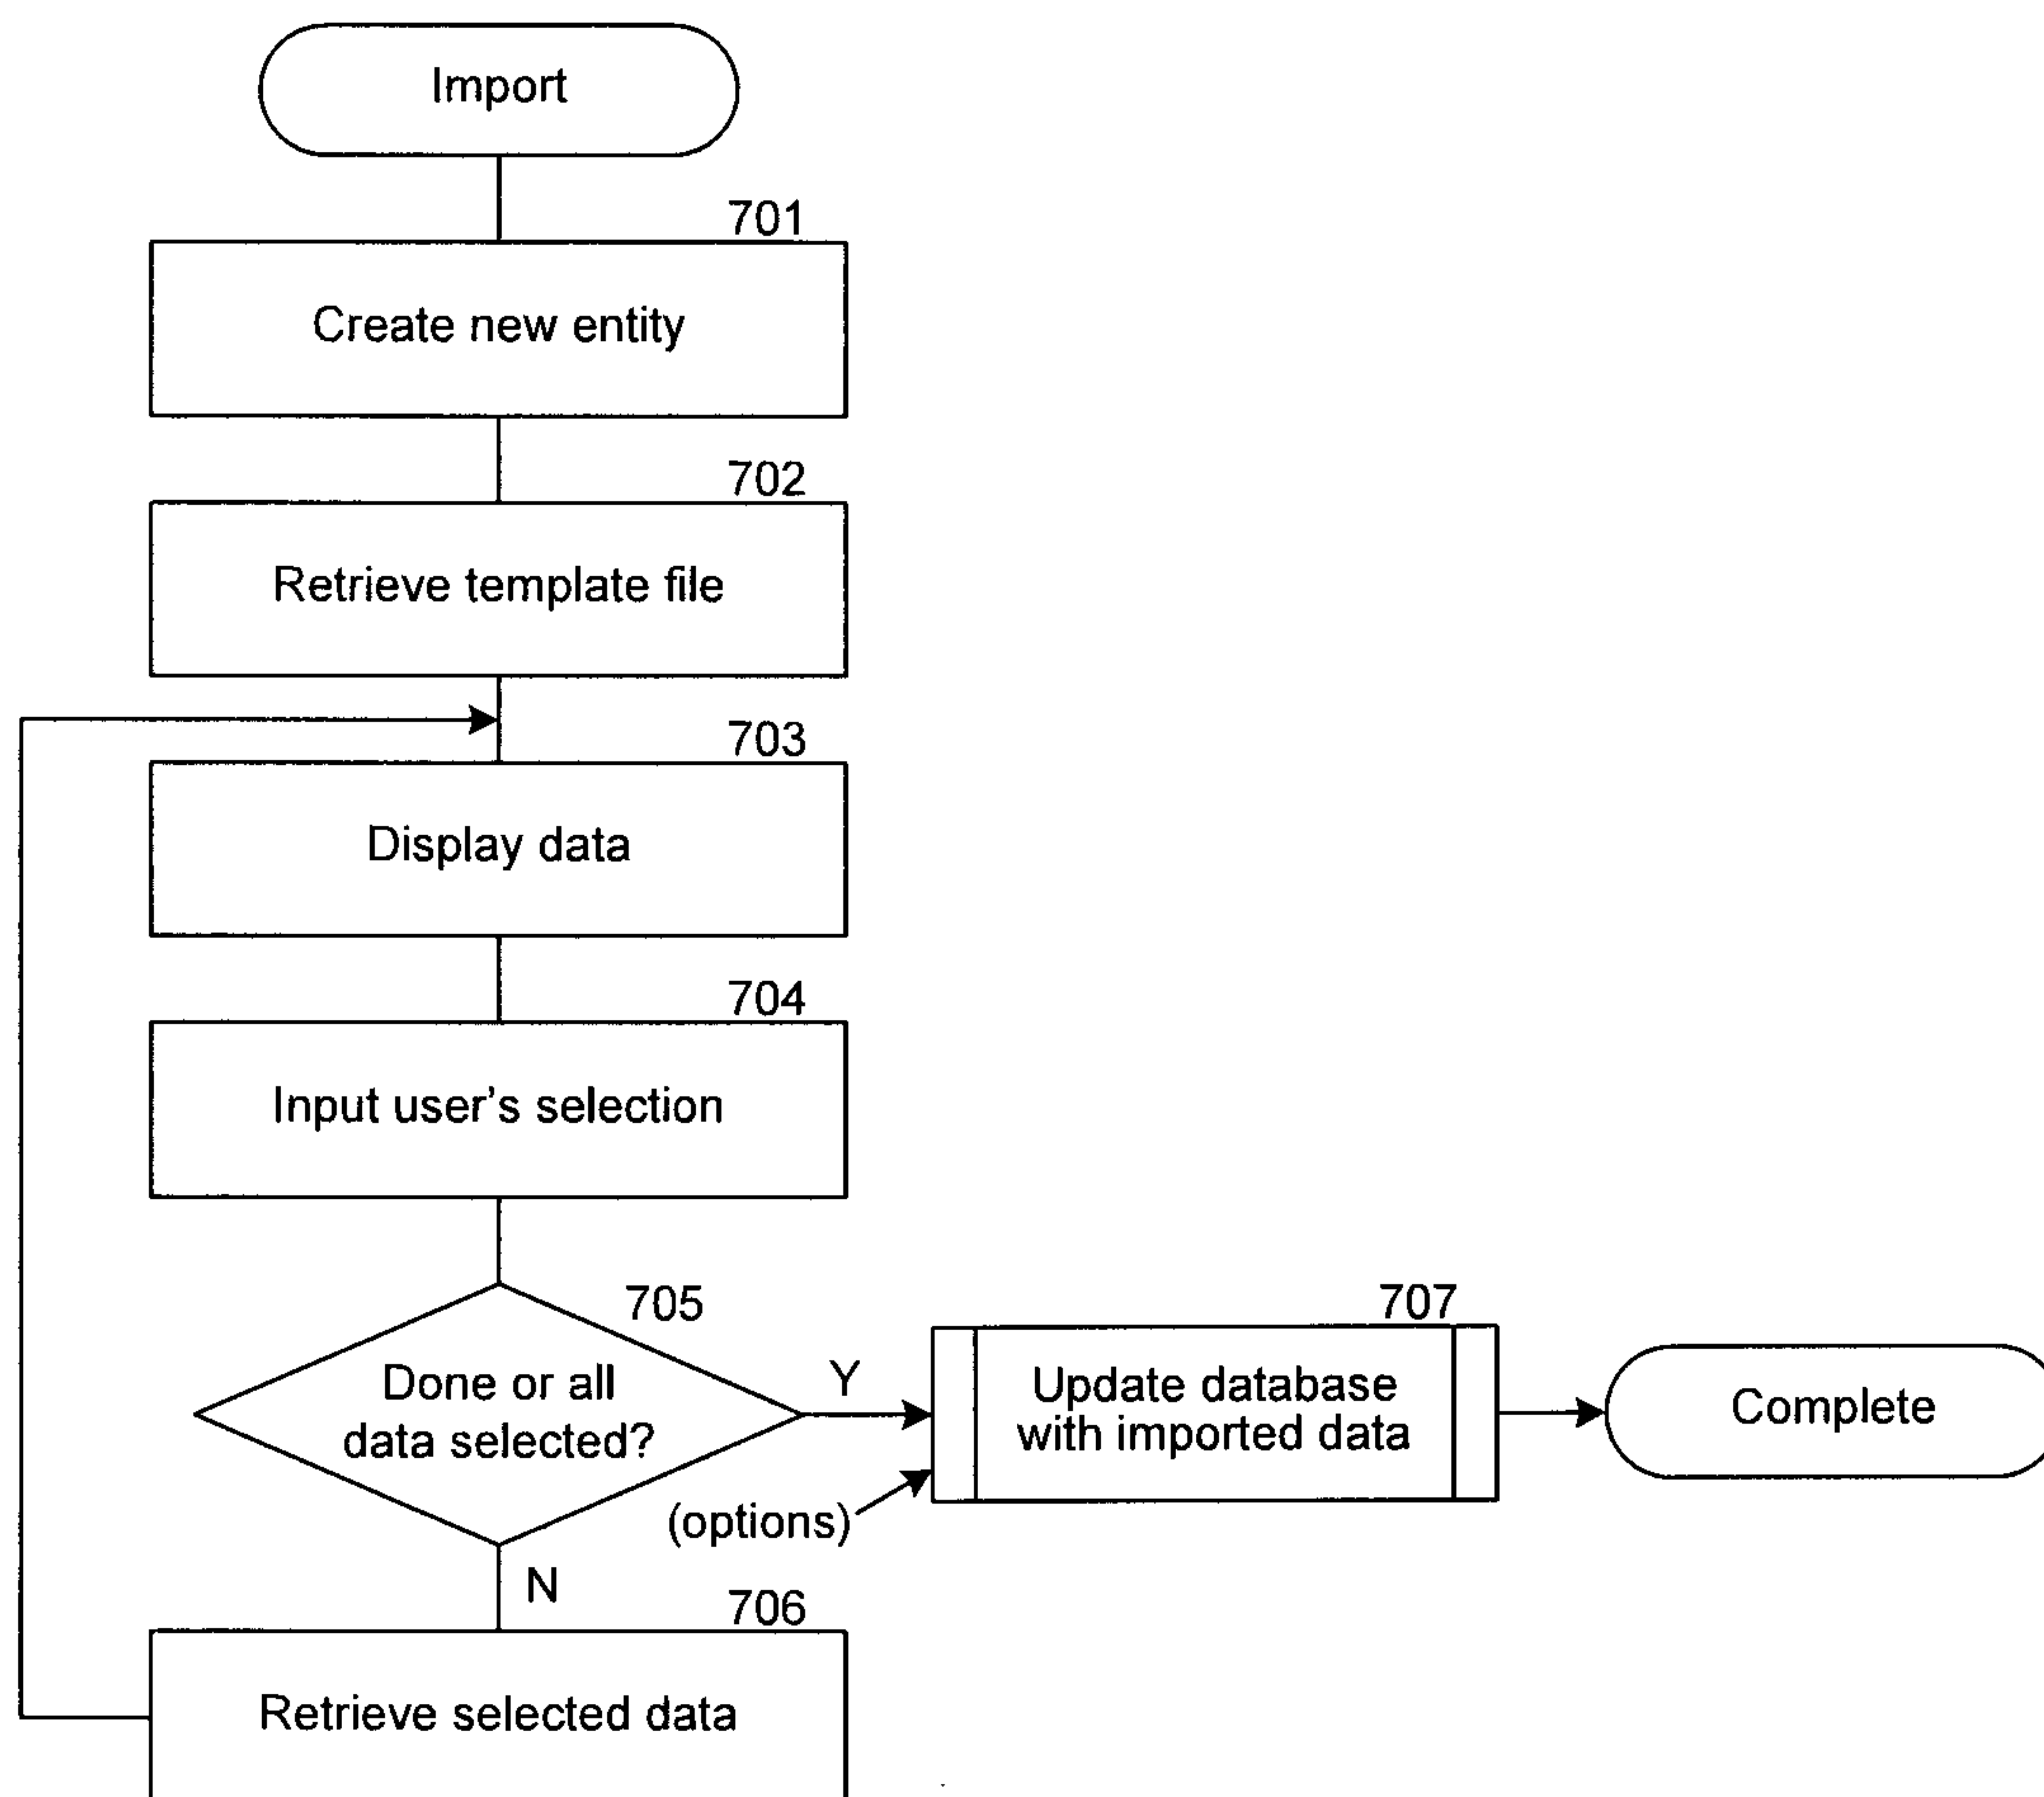 Import
701
Create new entity
702
Retrieve template file
703
Display data
704
Input user's selection
705
Done or all
data selected?
Y
707
Update database
with imported data
Complete
(options)
N
706
Retrieve selected data